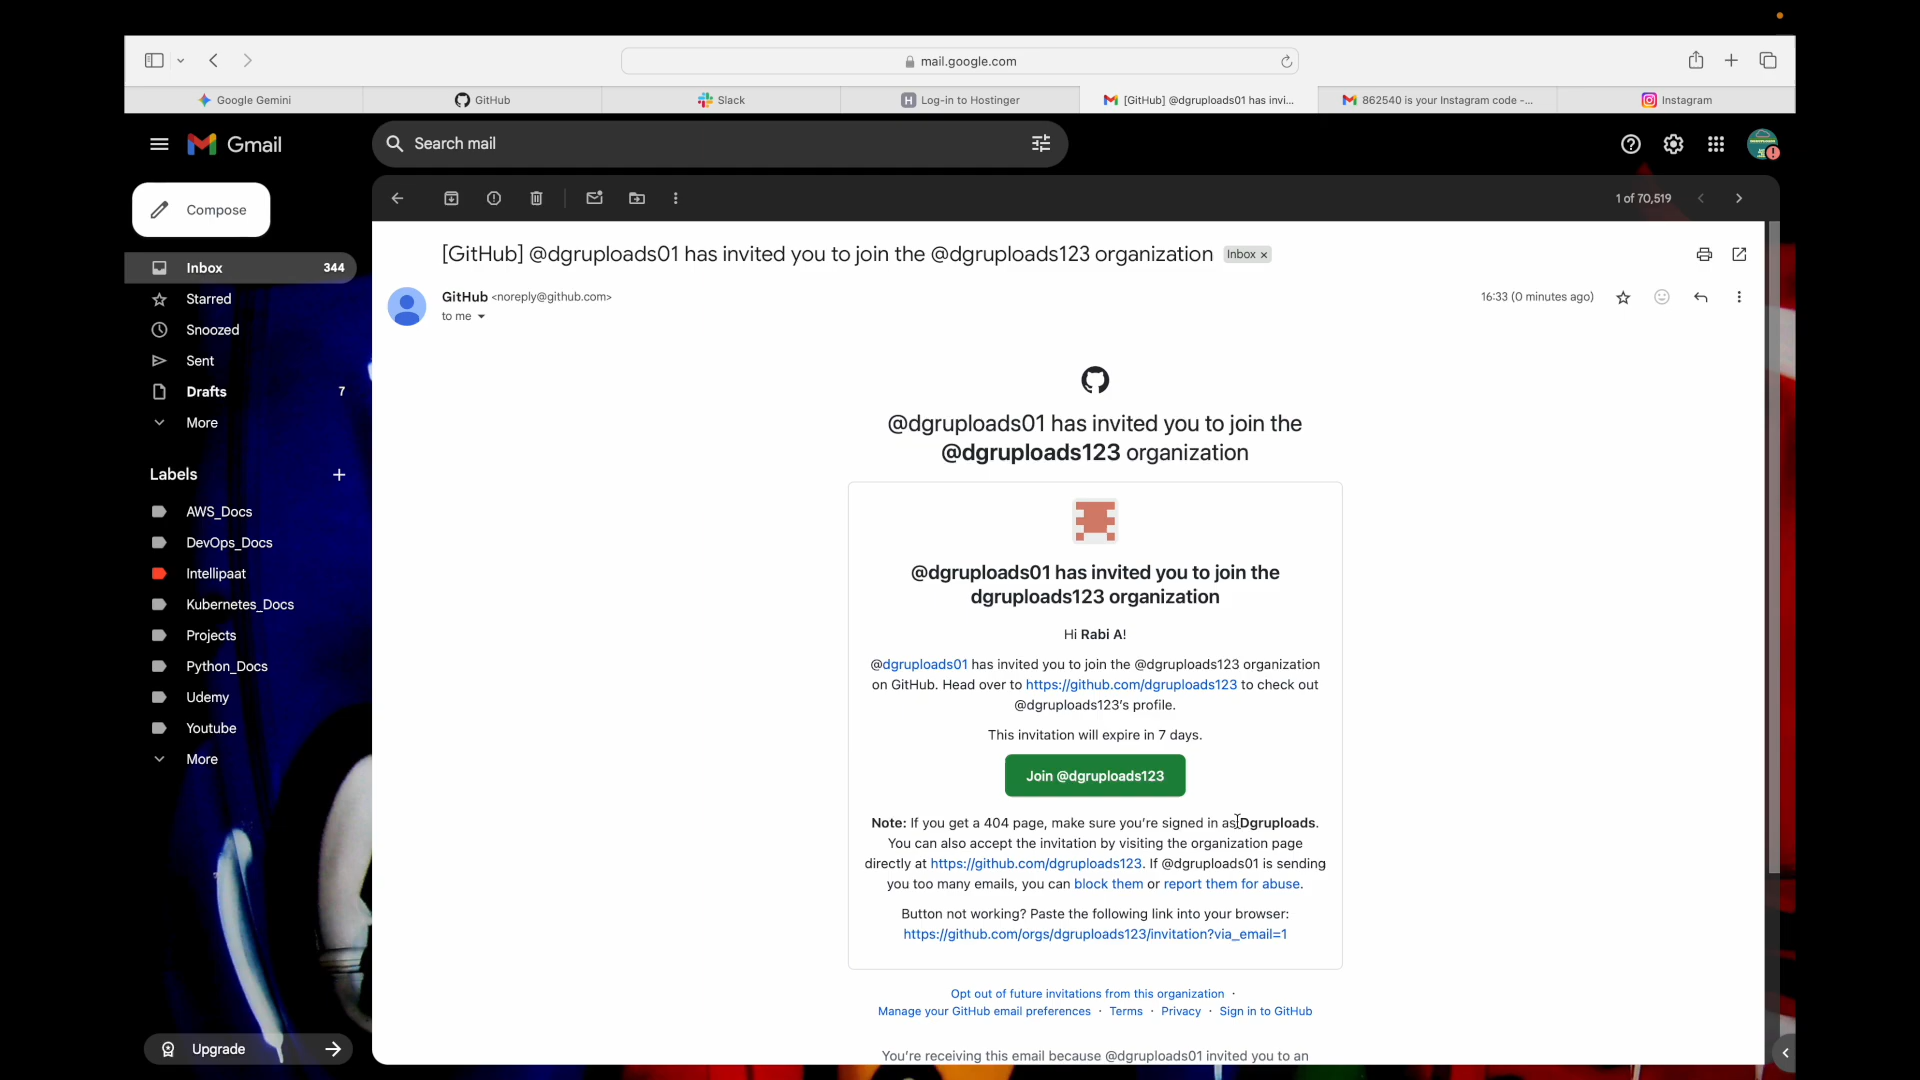 mail.google.com
Google Gemini
GitHub
Slack
H Log-in to Hostinger
[GitHub] @dgruploads01 has invi...
862540 is your Instagram code -...
Instagram
Gmail
Search mail
Compose
1 of 70,519
[GitHub] @dgruploads01 has invited you to join the @dgruploads123 organization
Inbox ×
Inbox 344
Starred
Snoozed
Sent
Drafts 7
More
Labels
AWS_Docs
DevOps_Docs
Intellipaat
Kubernetes_Docs
Projects
Python_Docs
Udemy
Youtube
More
Upgrade
GitHub <noreply@github.com>
to me
16:33 (0 minutes ago)
@dgruploads01 has invited you to join the
@dgruploads123 organization
@dgruploads01 has invited you to join the
dgruploads123 organization
Hi Rabi A!
@dgruploads01 has invited you to join the @dgruploads123 organization
on GitHub. Head over to https://github.com/dgruploads123 to check out
@dgruploads123's profile.
This invitation will expire in 7 days.
Join @dgruploads123
Note: If you get a 404 page, make sure you're signed in as Dgruploads.
You can also accept the invitation by visiting the organization page
directly at https://github.com/dgruploads123. If @dgruploads01 is sending
you too many emails, you can block them or report them for abuse.
Button not working? Paste the following link into your browser:
https://github.com/orgs/dgruploads123/invitation?via_email=1
Opt out of future invitations from this organization ·
Manage your GitHub email preferences · Terms · Privacy · Sign in to GitHub
You're receiving this email because @dgruploads01 invited you to an